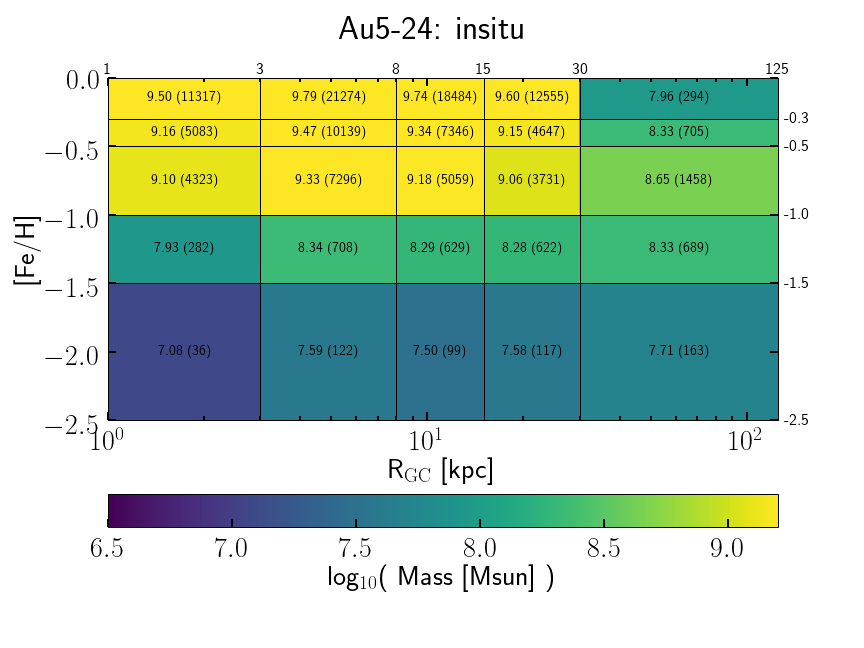 Au5-24: insitu
1 3 8 15 30 125
0.0 9.50 (11317) 9.79 (21274) 9.74 (18484) 9.60 (12555) 7.96 (294)
-0.3
9.16 (5083) 9.47 (10139) 9.34 (7346) 9.15 (4647) 8.33 (705)
−0.5 -0.5
9.10 (4323) 9.33 (7296) 9.18 (5059) 9.06 (3731) 8.65 (1458)
−1.0 -1.0
[Fe/H]
7.93 (282) 8.34 (708) 8.29 (629) 8.28 (622) 8.33 (689)
−1.5 -1.5
−2.0 7.08 (36) 7.59 (122) 7.50 (99) 7.58 (117) 7.71 (163)
−2.5 -2.5
10⁰ 10¹ 10²
R_GC [kpc]
6.5 7.0 7.5 8.0 8.5 9.0
log₁₀( Mass [Msun] )